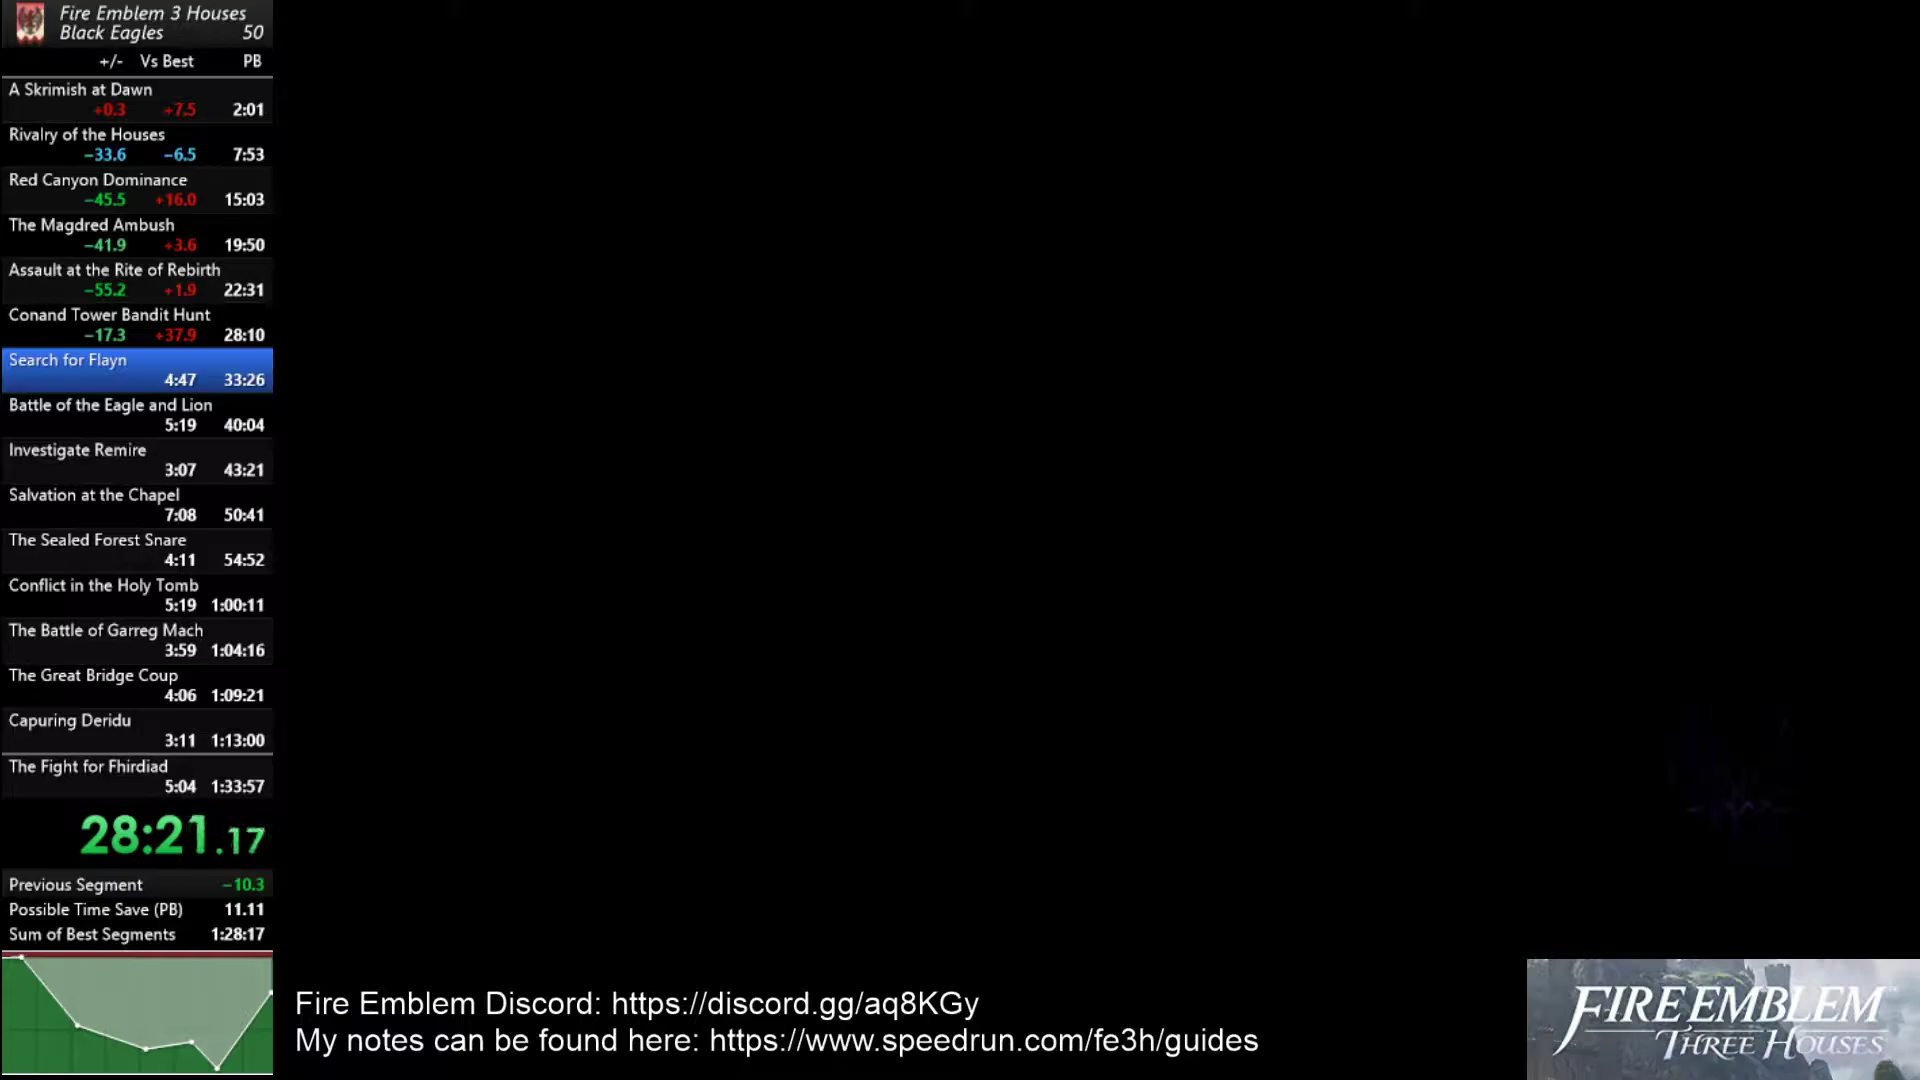 Fire Emblem 3 Houses
Black Eagles 50
+/- Vs Best PB
A Skrimish at Dawn
+0.3 +7.5 2:01
Rivalry of the Houses
−33.6 −6.5 7:53
Red Canyon Dominance
−45.5 +16.0 15:03
The Magdred Ambush
−41.9 +3.6 19:50
Assault at the Rite of Rebirth
−55.2 +1.9 22:31
Conand Tower Bandit Hunt
−17.3 +37.9 28:10
Search for Flayn
4:47 33:26
Battle of the Eagle and Lion
5:19 40:04
Investigate Remire
3:07 43:21
Salvation at the Chapel
7:08 50:41
The Sealed Forest Snare
4:11 54:52
Conflict in the Holy Tomb
5:19 1:00:11
The Battle of Garreg Mach
3:59 1:04:16
The Great Bridge Coup
4:06 1:09:21
Capuring Deridu
3:11 1:13:00
The Fight for Fhirdiad
5:04 1:33:57
28:21.17
Previous Segment −10.3
Possible Time Save (PB) 11.11
Sum of Best Segments 1:28:17
Fire Emblem Discord: https://discord.gg/aq8KGy
My notes can be found here: https://www.speedrun.com/fe3h/guides
FIRE EMBLEM
THREE HOUSES